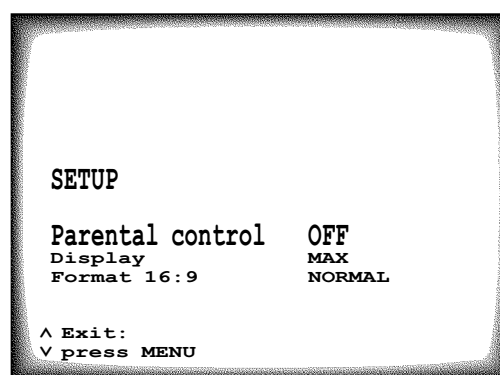 SETUP
Parental control OFF
Display MAX
Format 16:9 NORMAL
∧ Exit:
∨ press MENU